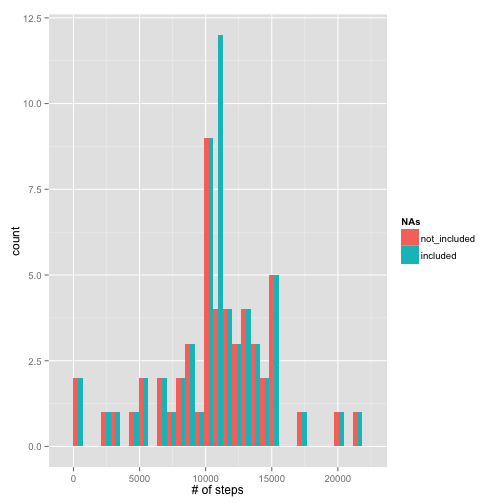 12.5
10.0
7.5
5.0
2.5
0.0
count
0 5000 10000 15000 20000
# of steps
NAs
not_included
included